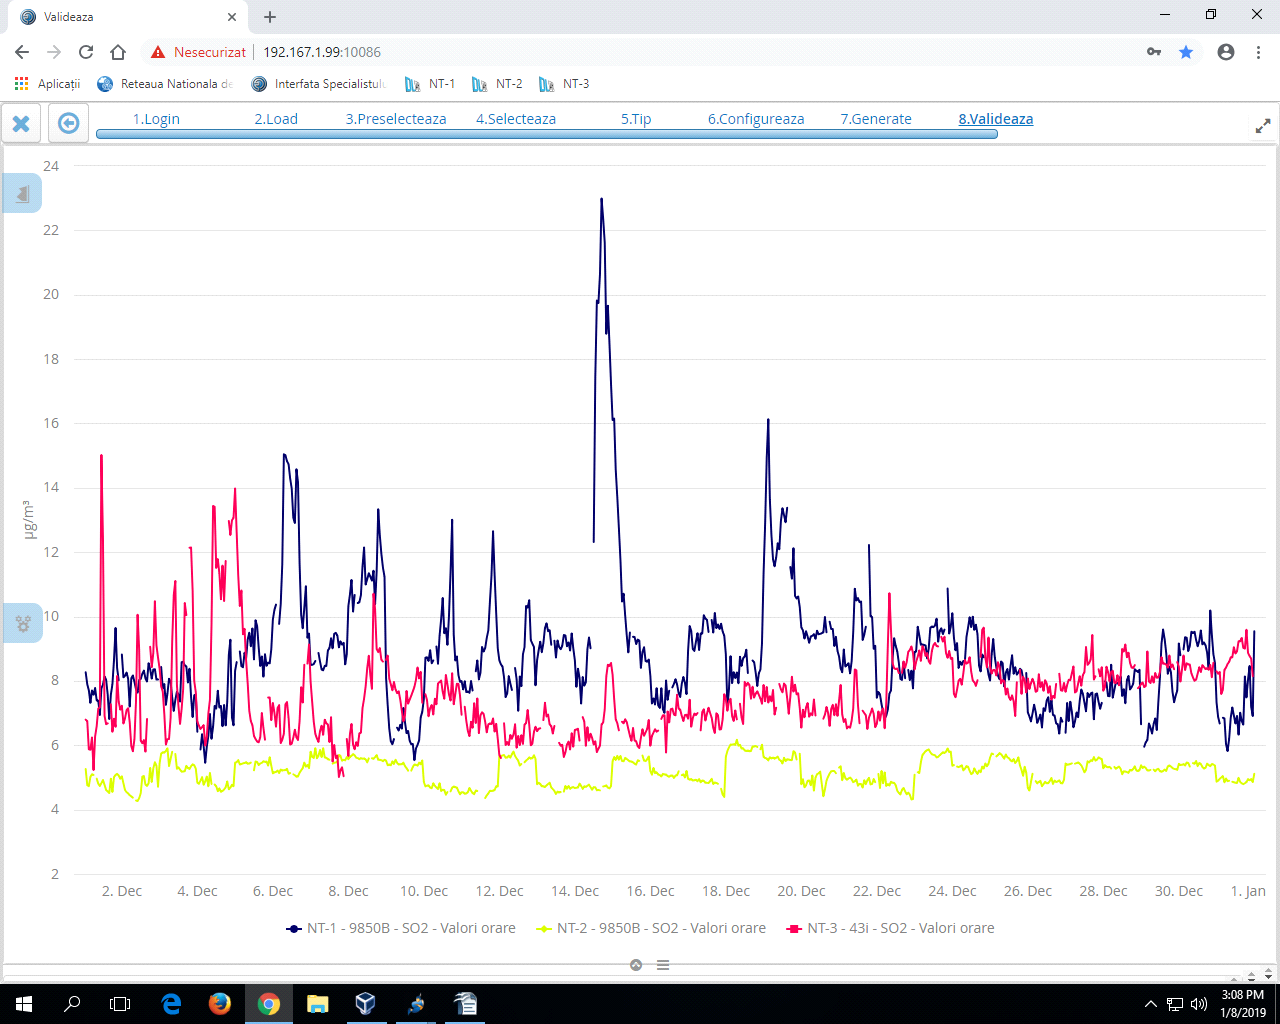 Valideaza
Nesecurizat 192.167.1.99:10086
Aplicații Reteaua Nationala de Interfata Specialistulu NT-1 NT-2 NT-3
1.Login 2.Load 3.Preselecteaza 4.Selecteaza 5.Tip 6.Configureaza 7.Generate 8.Valideaza
24
22
20
18
16
14
µg/m³
12
10
8
6
4
2
2. Dec 4. Dec 6. Dec 8. Dec 10. Dec 12. Dec 14. Dec 16. Dec 18. Dec 20. Dec 22. Dec 24. Dec 26. Dec 28. Dec 30. Dec 1. Jan
NT-1 - 9850B - SO2 - Valori orare NT-2 - 9850B - SO2 - Valori orare NT-3 - 43i - SO2 - Valori orare
3:08 PM
1/8/2019